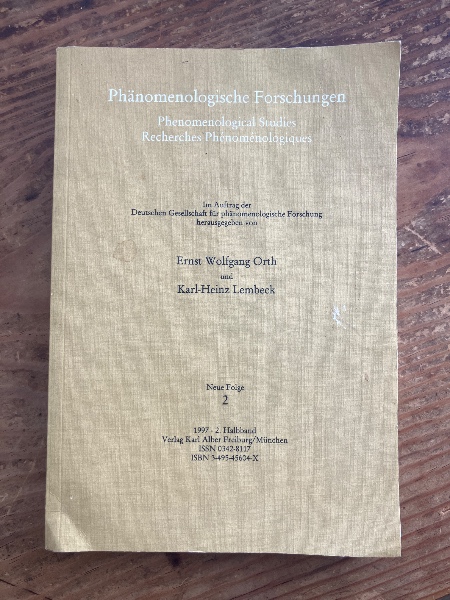 Phänomenologische Forschungen
Phenomenological Studies
Recherches Phénoménologiques
Im Auftrag der
Deutschen Gesellschaft für phänomenologische Forschung
herausgegeben von
Ernst Wolfgang Orth
und
Karl-Heinz Lembeck
Neue Folge
2
1997 - 2. Halbband
Verlag Karl Alber Freiburg/München
ISSN 0342-8117
ISBN 3-495-45604-X